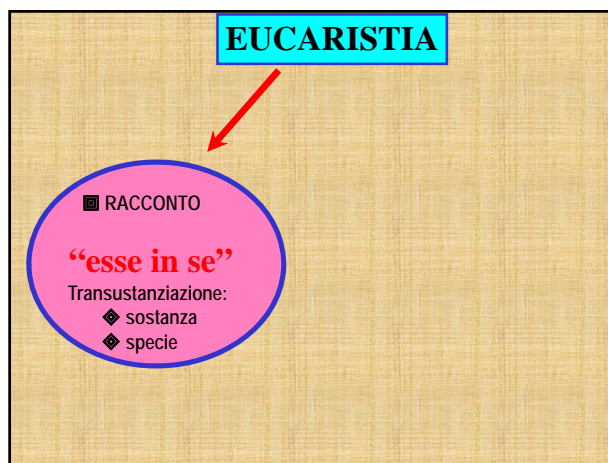 EUCARISTIA
RACCONTO
“esse in se”
Transustanziazione:
sostanza
specie